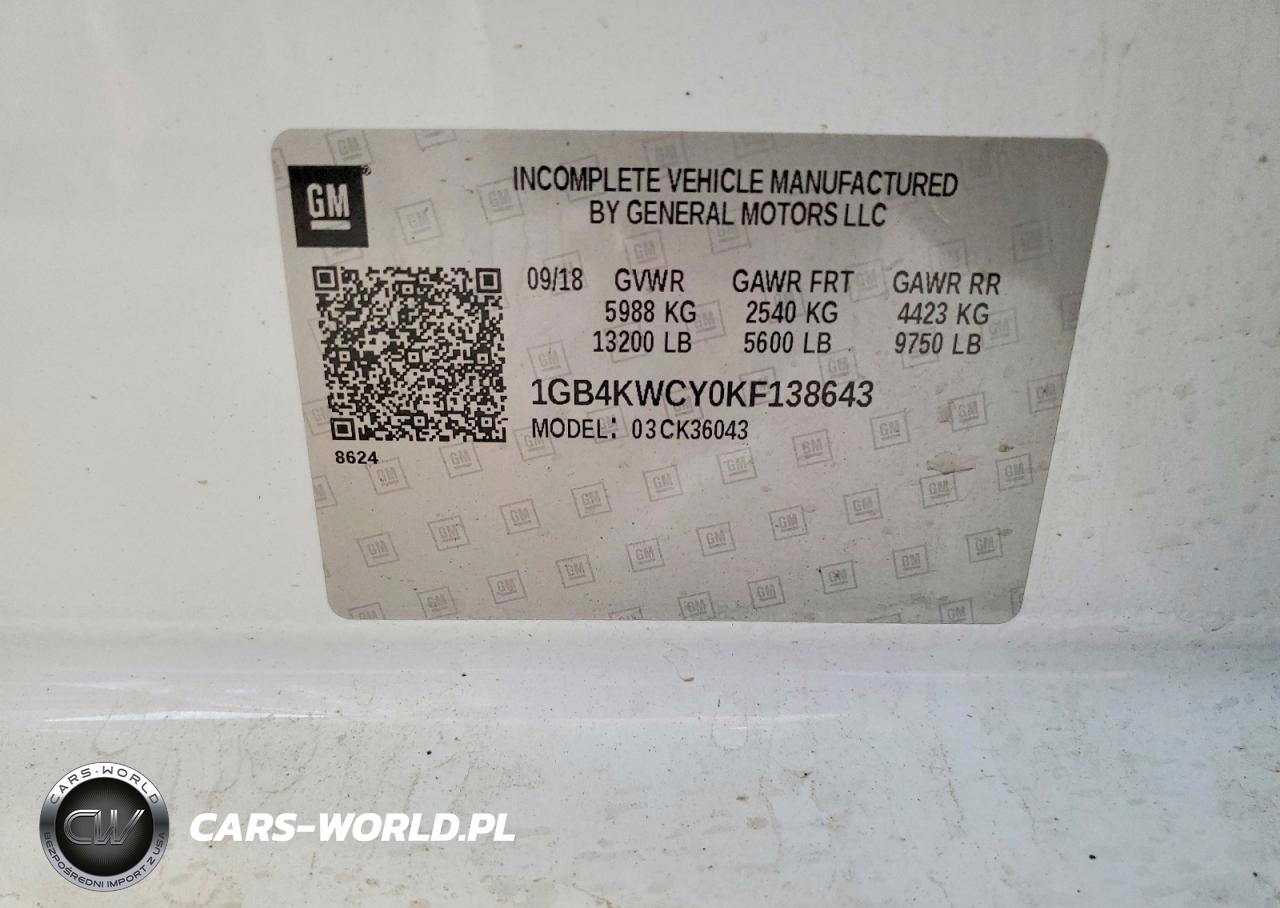 GM
INCOMPLETE VEHICLE MANUFACTURED
BY GENERAL MOTORS LLC
09/18 GVWR GAWR FRT GAWR RR
5988 KG 2540 KG 4423 KG
13200 LB 5600 LB 9750 LB
1GB4KWCY0KF138643
MODEL: 03CK36043
8624
CARS-WORLD
CW
BEZPOŚREDNI IMPORT Z USA
CARS-WORLD.PL